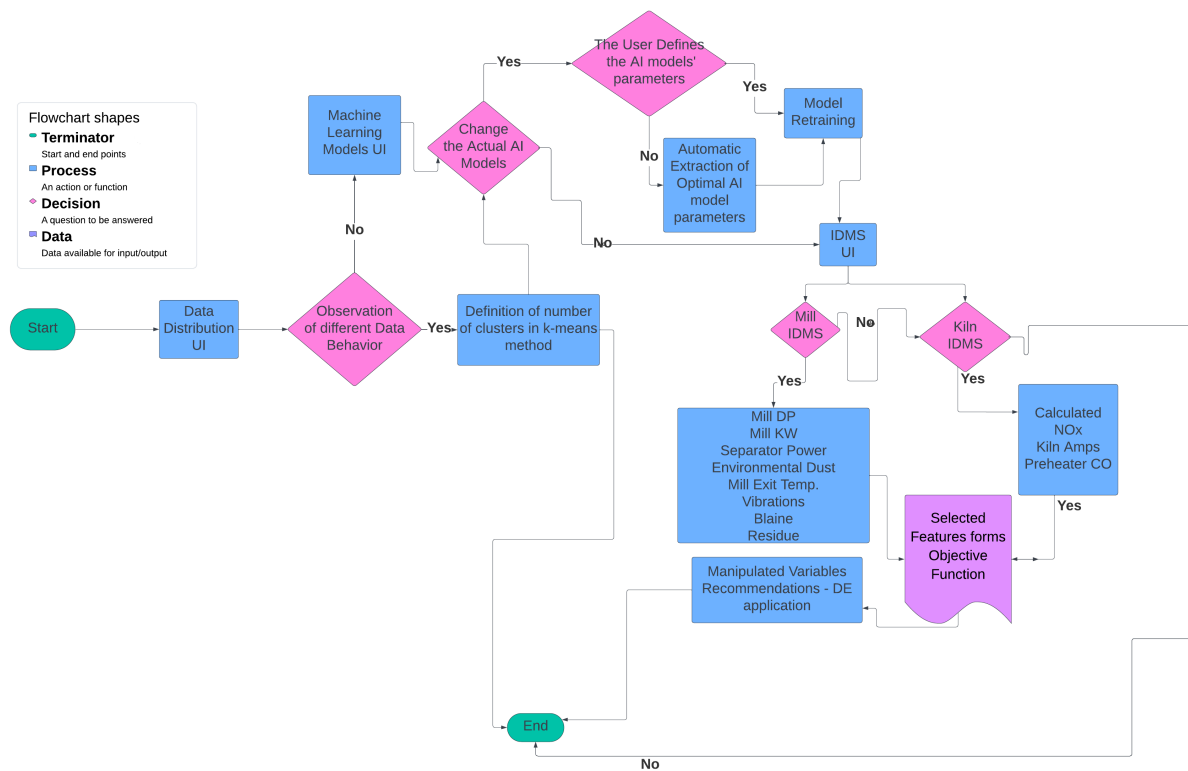 Flowchart shapes
Terminator
Start and end points
Process
An action or function
Decision
A question to be answered
Data
Data available for input/output
Start
Data
Distribution
UI
Observation
of different Data
Behavior
No
Yes
Machine
Learning
Models UI
Definition of number
of clusters in k-means
method
Change
the Actual AI
Models
Yes
No
The User Defines
the AI models'
parameters
Yes
No
Automatic
Extraction of
Optimal AI
model
parameters
Model
Retraining
IDMS
UI
Mill
IDMS
No
Kiln
IDMS
Yes
Yes
Mill DP
Mill KW
Separator Power
Environmental Dust
Mill Exit Temp.
Vibrations
Blaine
Residue
Calculated
NOx
Kiln Amps
Preheater CO
Yes
Selected
Features forms
Objective
Function
Manipulated Variables
Recommendations - DE
application
End
No